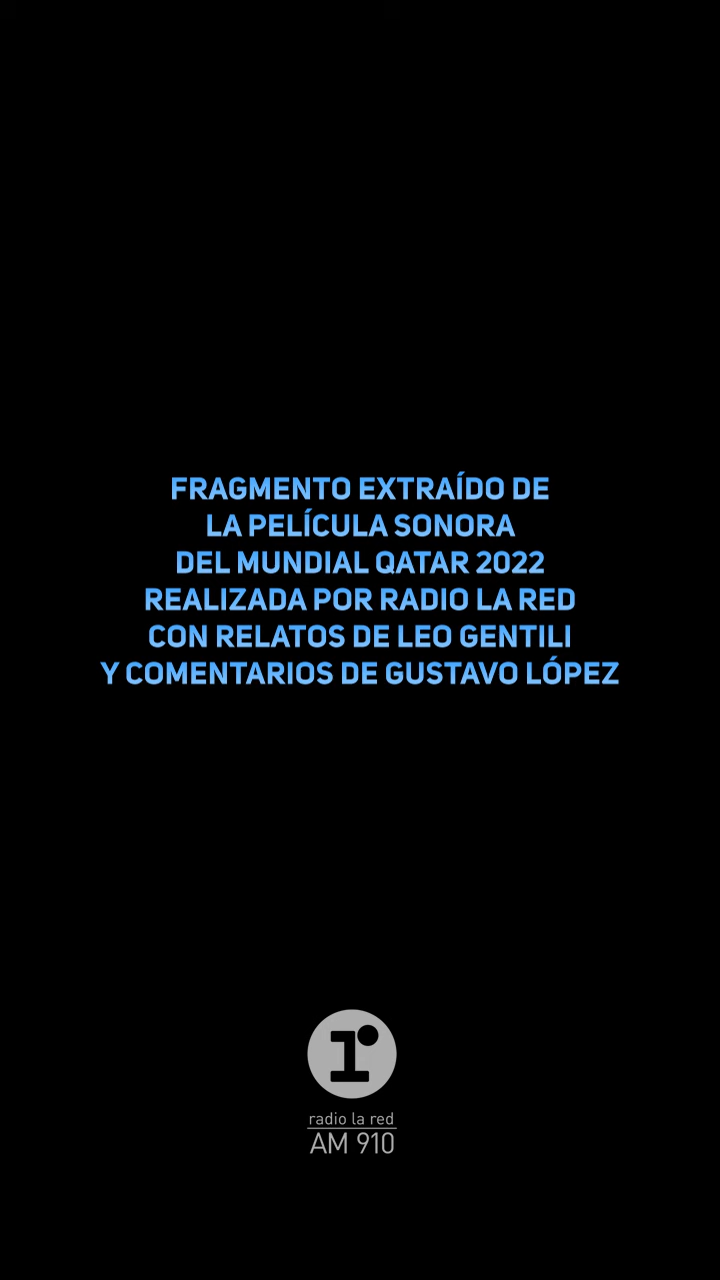 FRAGMENTO EXTRAÍDO DE
LA PELÍCULA SONORA
DEL MUNDIAL QATAR 2022
REALIZADA POR RADIO LA RED
CON RELATOS DE LEO GENTILI
Y COMENTARIOS DE GUSTAVO LÓPEZ
radio la red
AM 910